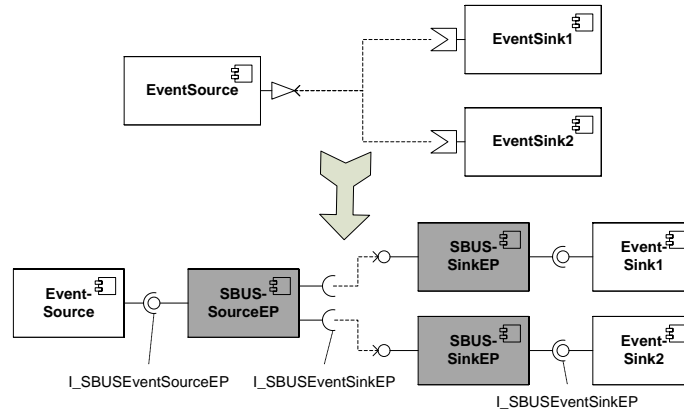 EventSink1
EventSource
EventSink2
SBUS-
SinkEP
Event-
Sink1
Event-
Source
SBUS-
SourceEP
SBUS-
SinkEP
Event-
Sink2
I_SBUSEventSourceEP
I_SBUSEventSinkEP
I_SBUSEventSinkEP